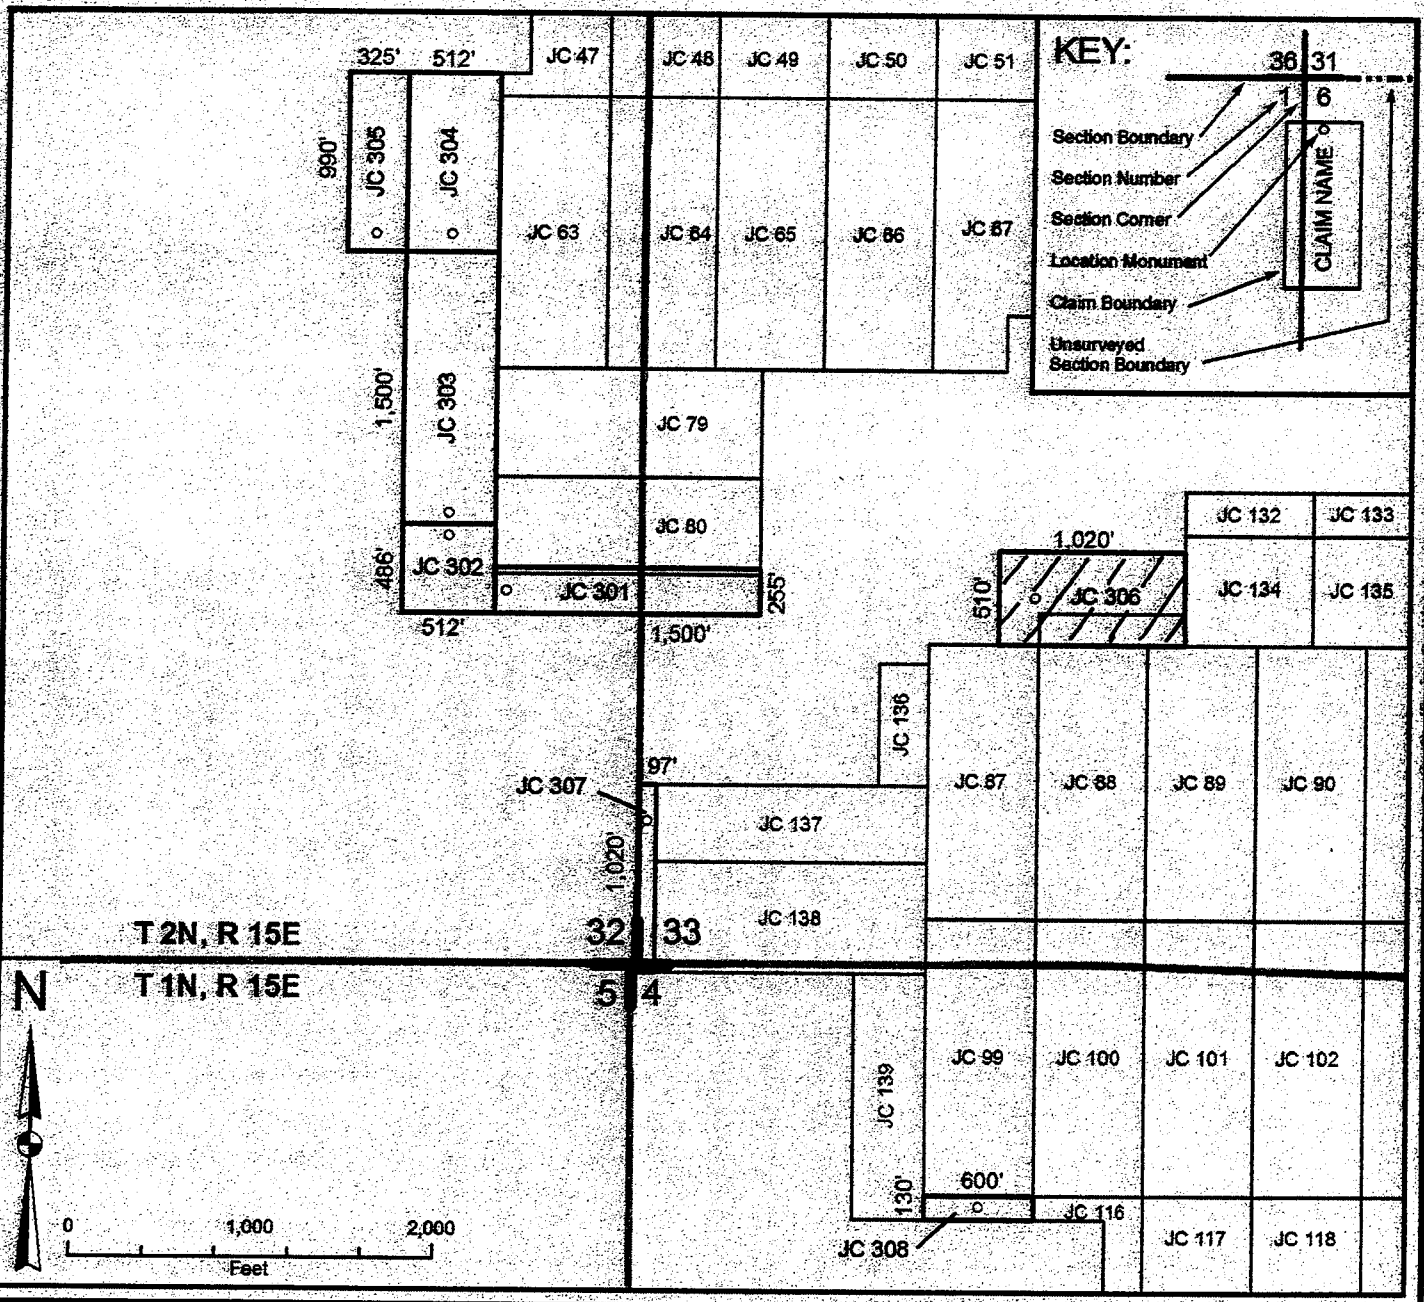 325'
512'
JC 47
JC 48
JC 49
JC 50
JC 51
KEY:
36 31
1 6
Section Boundary
Section Number
Section Corner
Location Monument
Claim Boundary
Unsurveyed
Section Boundary
CLAIM NAME
990'
JC 305
JC 304
JC 63
JC 64
JC 65
JC 66
JC 67
1,500'
JC 303
JC 79
JC 80
486'
JC 302
JC 301
255'
512'
1,500'
1,020'
510'
JC 306
JC 132
JC 133
JC 134
JC 135
JC 136
97'
JC 307
1,020'
JC 137
JC 138
JC 87
JC 88
JC 89
JC 90
T 2N, R 15E
32 33
T 1N, R 15E
5 4
N
JC 139
JC 99
JC 100
JC 101
JC 102
130'
600'
JC 308
JC 116
JC 117
JC 118
0
1,000
2,000
Feet